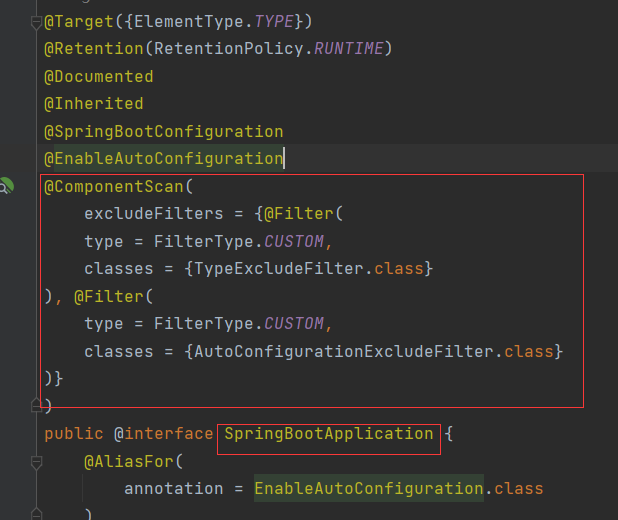 @Target({ElementType.TYPE})
@Retention(RetentionPolicy.RUNTIME)
@Documented
@Inherited
@SpringBootConfiguration
@EnableAutoConfiguration
@ComponentScan(
excludeFilters = {@Filter(
type = FilterType.CUSTOM,
classes = {TypeExcludeFilter.class}
), @Filter(
type = FilterType.CUSTOM,
classes = {AutoConfigurationExcludeFilter.class}
)}
)
public @interface SpringBootApplication {
@AliasFor(
annotation = EnableAutoConfiguration.class
)